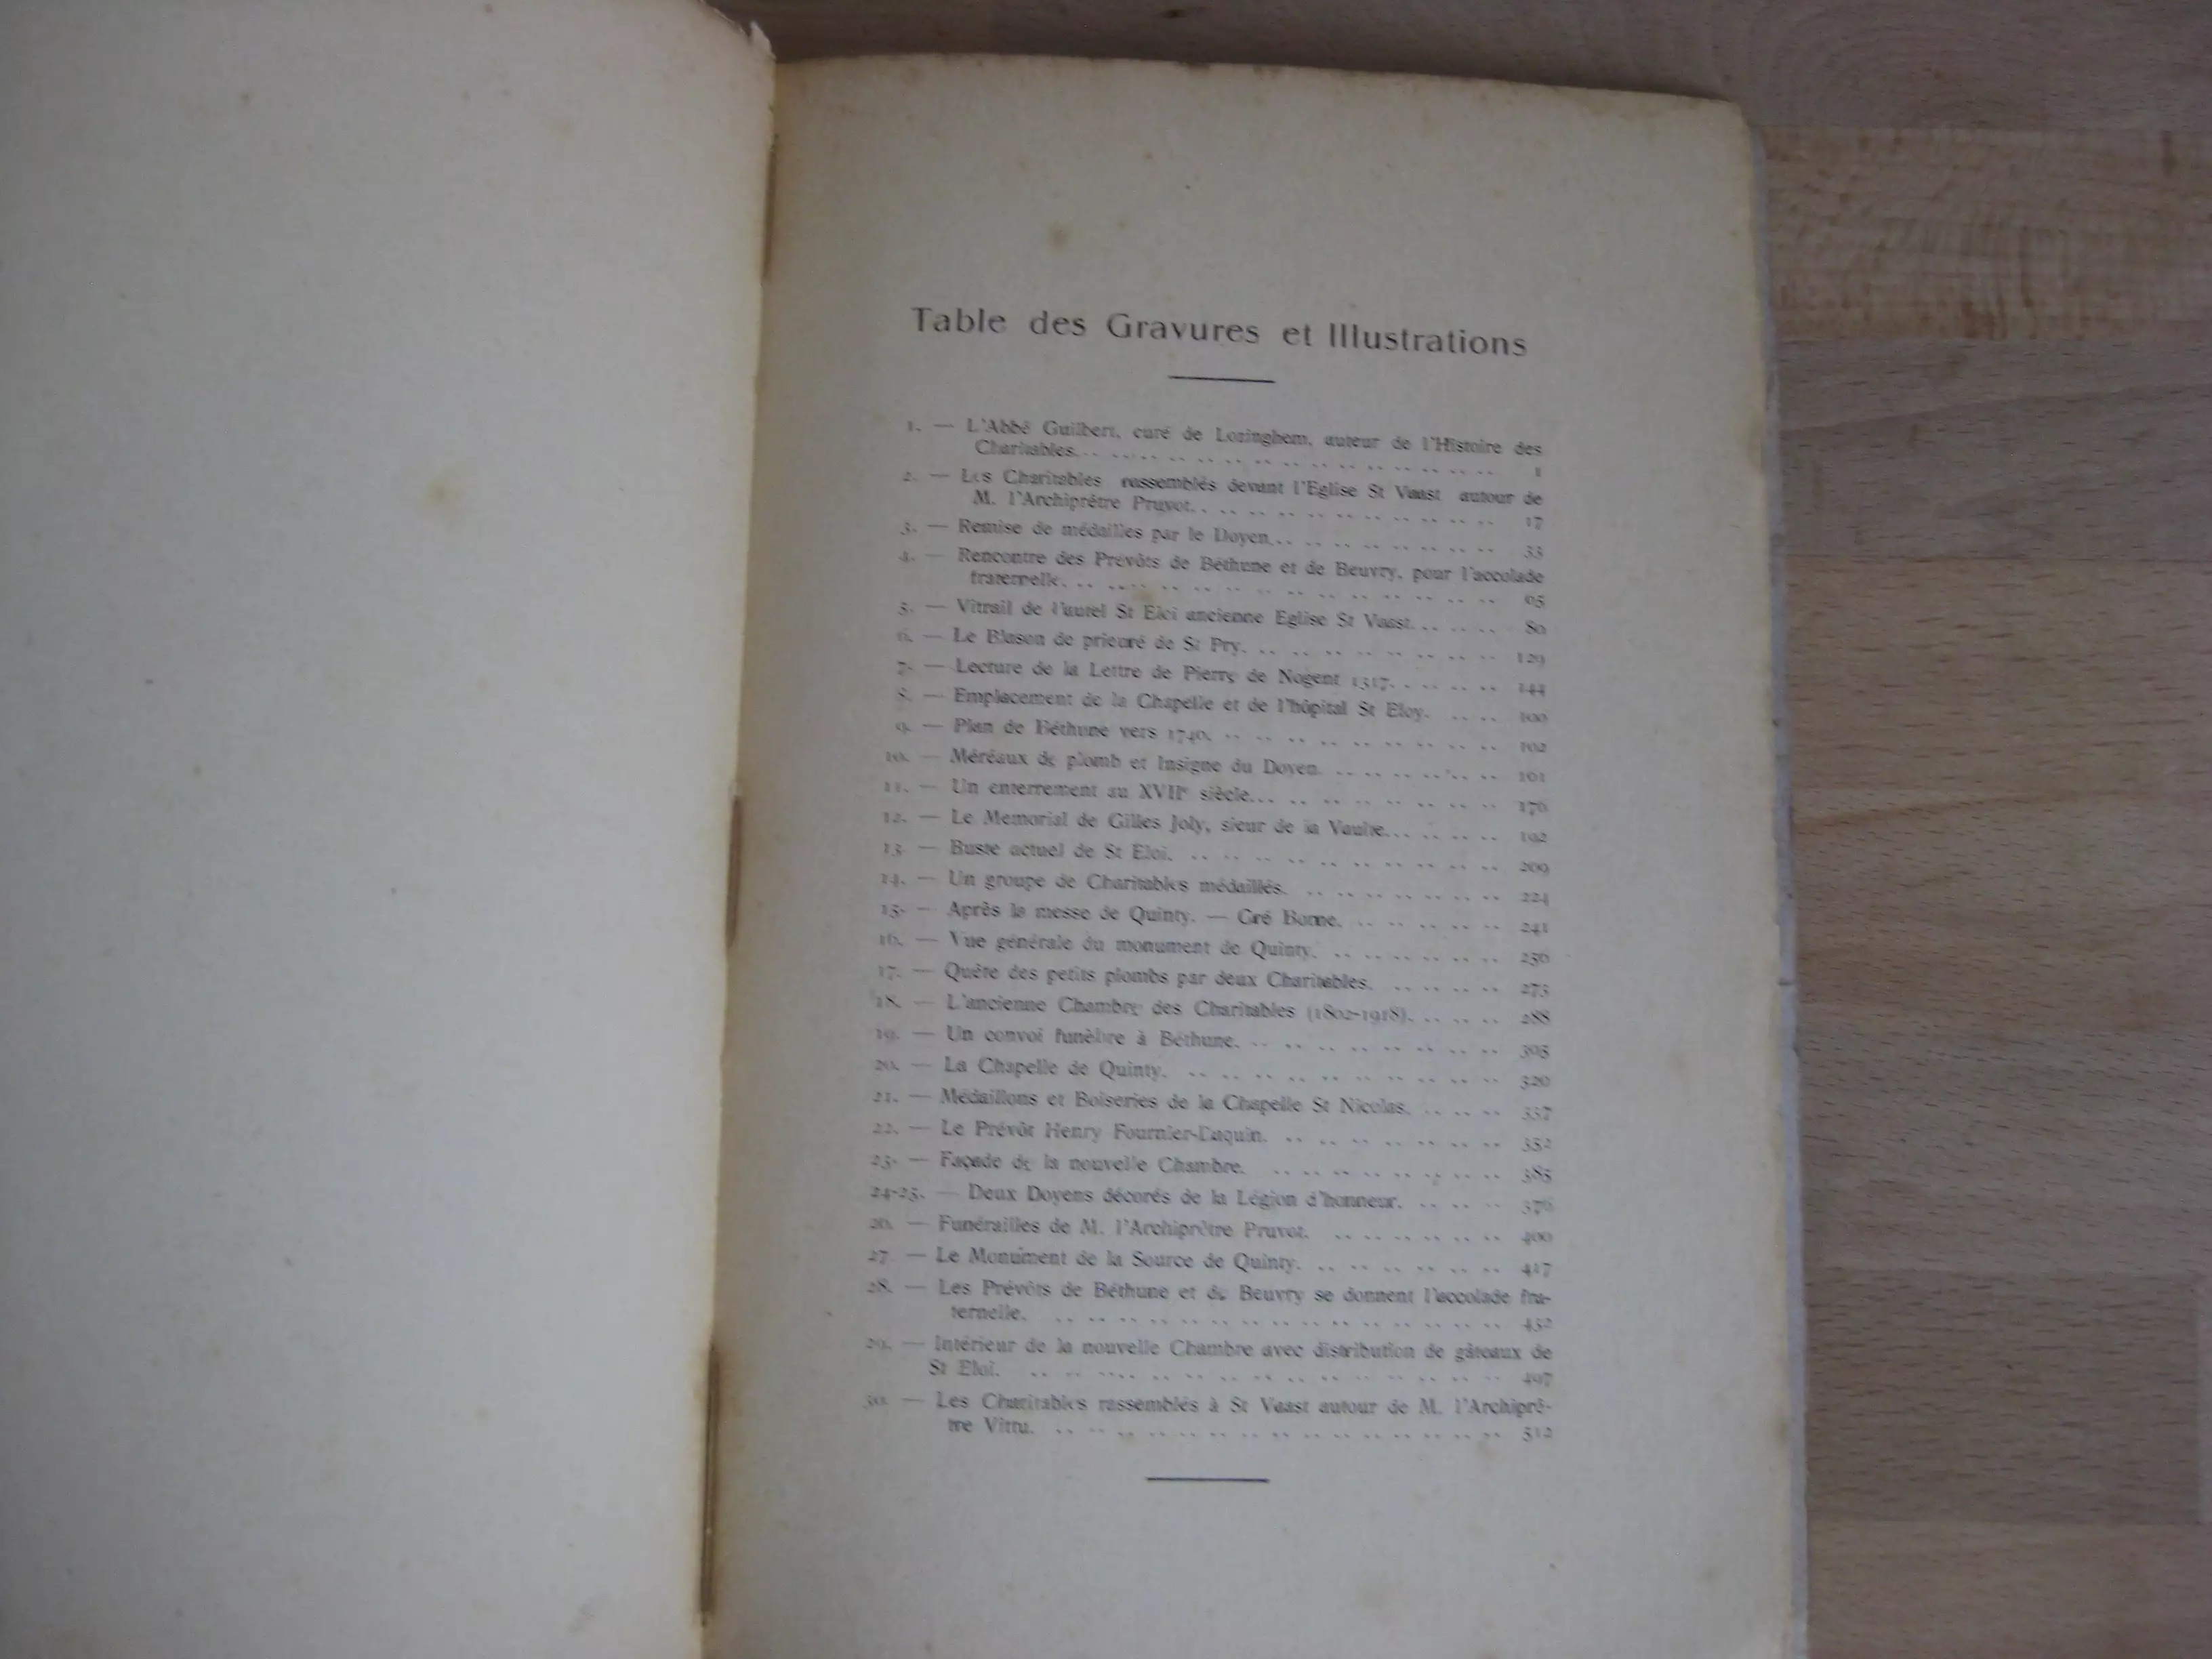 Table des Gravures et Illustrations
1. — L'Abbé Guilbert, curé de Lozinghem, auteur de l'Histoire des
Charitables... .. .. .. .. .. .. .. .. .. .. .. .. 1
2. — Les Charitables rassemblés devant l'Eglise St Vaast autour de
M. l'Archiprêtre Pruvot. .. .. .. .. .. .. .. .. .. .. 17
3. — Remise de médailles par le Doyen... .. .. .. .. .. .. .. 33
4. — Rencontre des Prévôts de Béthune et de Beuvry, pour l'accolade
fraternelle. .. .. .. .. .. .. .. .. .. .. .. .. .. .. 65
5. — Vitrail de l'autel St Eloi ancienne Eglise St Vaast. .. .. .. 80
6. — Le Blason de prieuré de St Pry. .. .. .. .. .. .. .. .. 129
7. — Lecture de la Lettre de Pierre de Nogent 1317. .. .. .. .. 144
8. — Emplacement de la Chapelle et de l'hôpital St Eloy. .. ..
9. — Plan de Béthune vers 1740. .. .. .. .. .. .. .. .. ..
10. — Méréaux de plomb et Insigne du Doyen. .. .. .. .. .. ..
11. — Un enterrement au XVIIe siècle... .. .. .. .. .. .. .. 176
12. — Le Memorial de Gilles Joly, sieur de la Vaulte... .. .. .. 192
13. — Buste actuel de St Eloi. .. .. .. .. .. .. .. .. .. .. 209
14. — Un groupe de Charitables médaillés. .. .. .. .. .. .. .. 224
15. — Après la messe de Quinty. — Gré Bonne. .. .. .. .. .. 241
16. — Vue générale du monument de Quinty. .. .. .. .. .. .. 256
17. — Quête des petits plombs par deux Charitables. .. .. .. .. 273
18. — L'ancienne Chambre des Charitables (1802-1918). .. .. .. 288
19. — Un convoi funèbre à Béthune. .. .. .. .. .. .. .. .. 305
20. — La Chapelle de Quinty. .. .. .. .. .. .. .. .. .. .. 320
21. — Médaillons et Boiseries de la Chapelle St Nicolas. .. .. .. 337
22. — Le Prévôt Henry Fournier-Daquin. .. .. .. .. .. .. .. 352
23. — Façade de la nouvelle Chambre. .. .. .. .. .. .. .. .. 385
24-25. — Deux Doyens décorés de la Légion d'honneur. .. .. .. 376
26. — Funérailles de M. l'Archiprêtre Pruvot. .. .. .. .. .. .. 400
27. — Le Monument de la Source de Quinty. .. .. .. .. .. .. 417
28. — Les Prévôts de Béthune et de Beuvry se donnent l'accolade fra-
ternelle. .. .. .. .. .. .. .. .. .. .. .. .. .. .. .. 432
29. — Intérieur de la nouvelle Chambre avec distribution de gâteaux de
St Eloi. .. .. .. .. .. .. .. .. .. .. .. .. .. .. .. 497
30. — Les Charitables rassemblés à St Vaast autour de M. l'Archiprê-
tre Vittu. .. .. .. .. .. .. .. .. .. .. .. .. .. .. .. 512